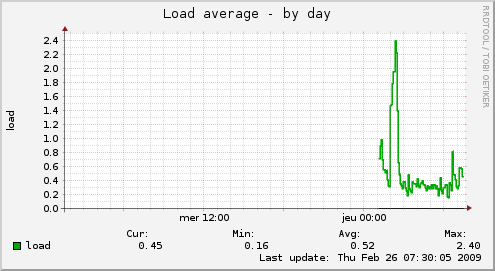 Load average - by day
RRDTOOL / TOBI OETIKER
load
2.4
2.2
2.0
1.8
1.6
1.4
1.2
1.0
0.8
0.6
0.4
0.2
0.0
mer 12:00 jeu 00:00
Cur: Min: Avg: Max:
load 0.45 0.16 0.52 2.40
Last update: Thu Feb 26 07:30:05 2009